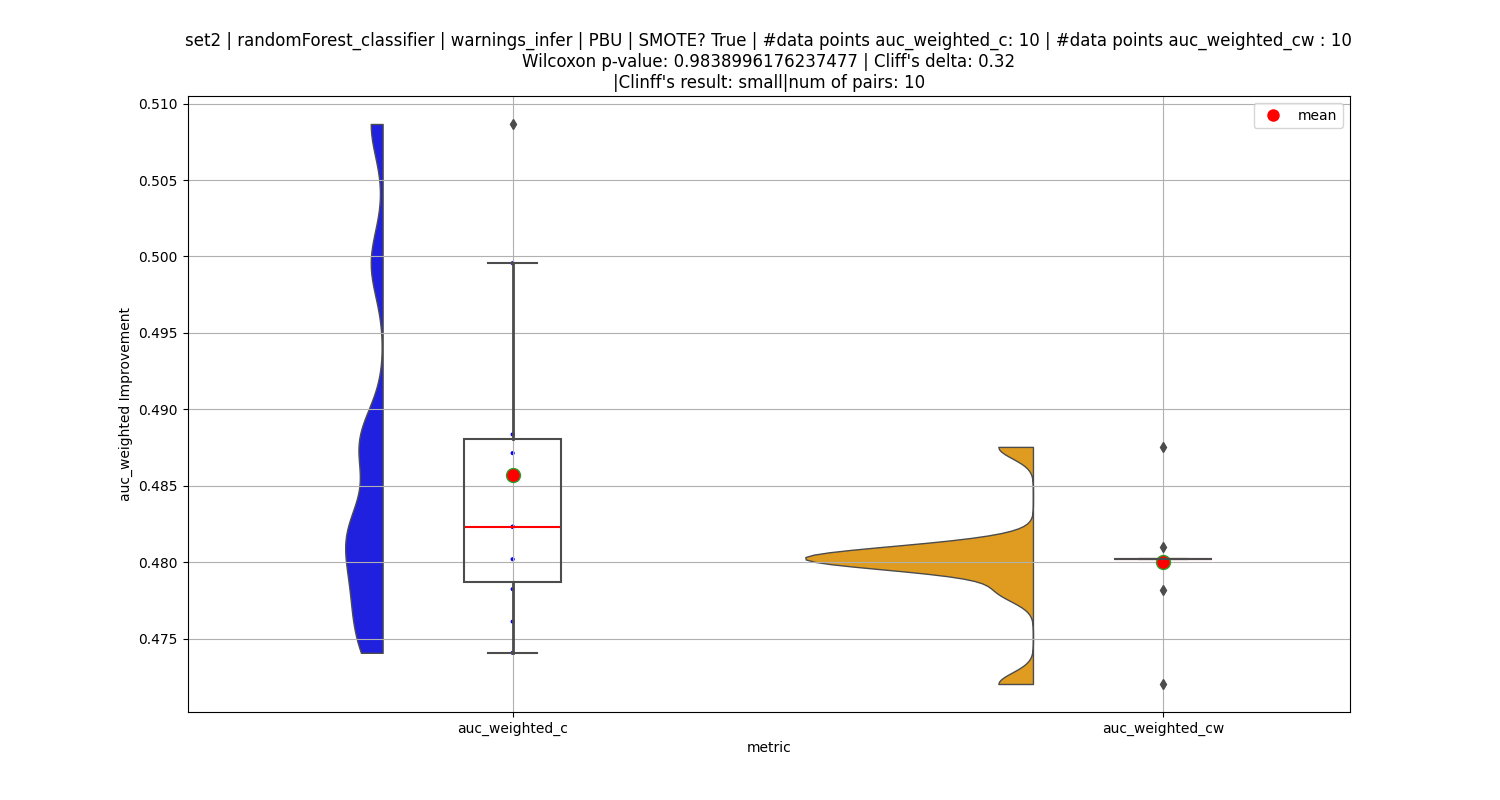 set2 | randomForest_classifier | warnings_infer | PBU | SMOTE? True | #data points auc_weighted_c: 10 | #data points auc_weighted_cw : 10
Wilcoxon p-value: 0.9838996176237477 | Cliff's delta: 0.32
|Clinff's result: small|num of pairs: 10
mean
0.510
0.505
0.500
0.495
0.490
0.485
0.480
0.475
auc_weighted Improvement
auc_weighted_c
auc_weighted_cw
metric